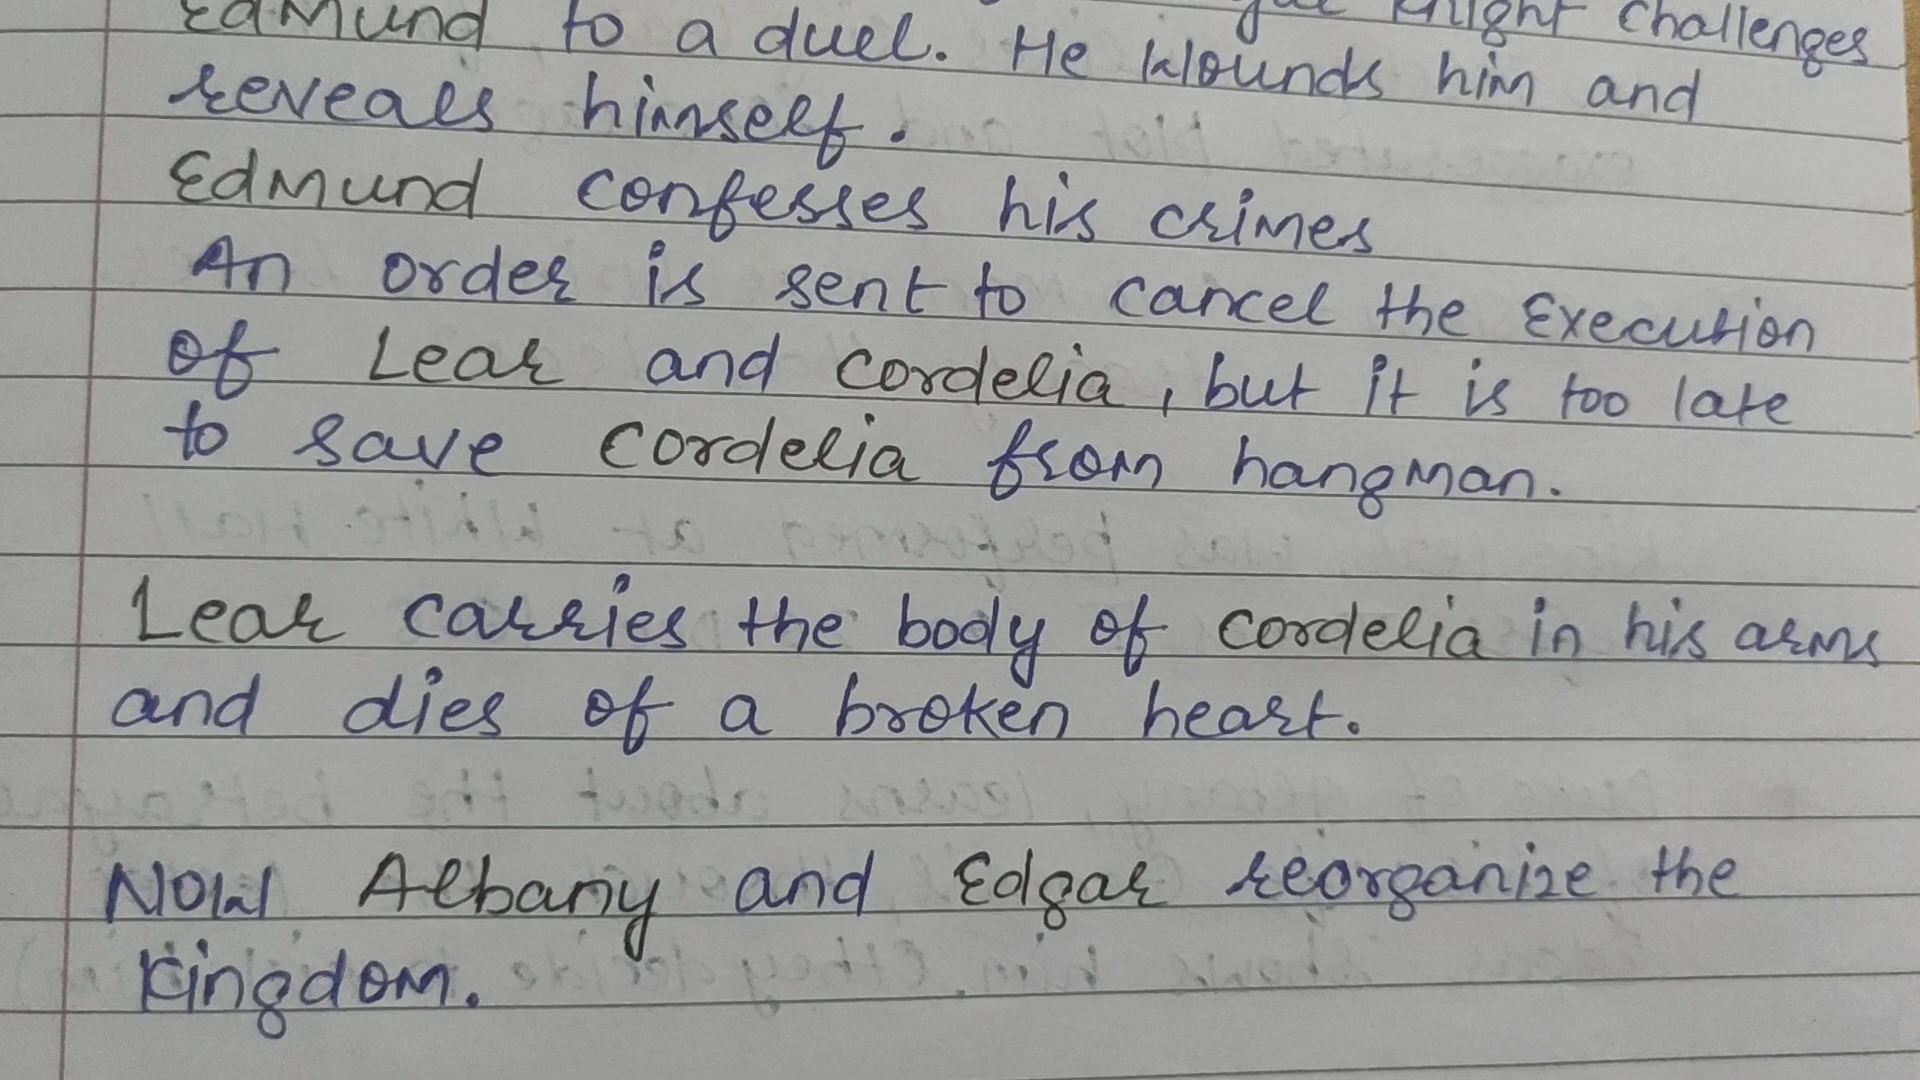 knight challenges
Edmund to a duel. He wounds him and
reveals himself.
Edmund confesses his crimes
An order is sent to cancel the Execution
of Lear and Cordelia, but it is too late
to save Cordelia from hangman.
Lear carries the body of Cordelia in his arms
and dies of a broken heart.
Now Albany and Edgar reorganize the
Kingdom.